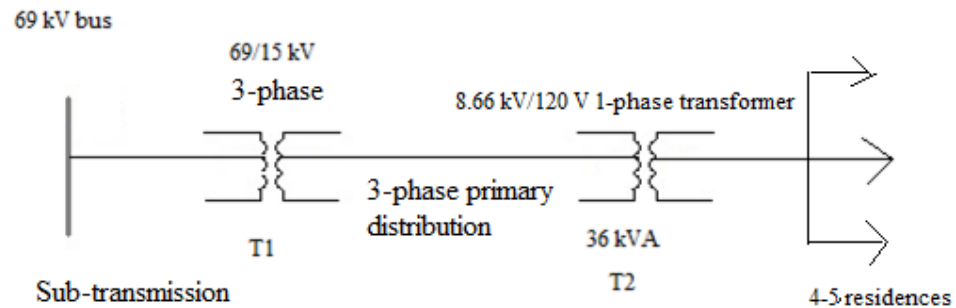 69 kV bus
69/15 kV
3-phase
8.66 kV/120 V 1-phase transformer
3-phase primary
distribution
T1
36 kVA
T2
Sub-transmission
4-5 residences